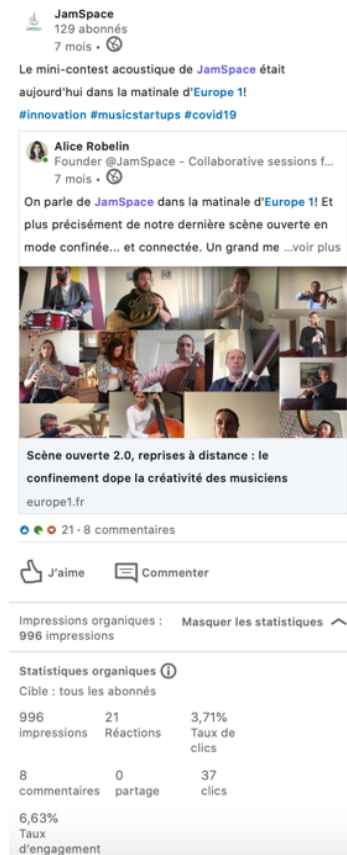 JamSpace
129 abonnés
7 mois •
Le mini-contest acoustique de JamSpace était
aujourd'hui dans la matinale d'Europe 1!
#innovation #musicstartups #covid19
Alice Robelin
Founder @JamSpace - Collaborative sessions f...
7 mois •
On parle de JamSpace dans la matinale d'Europe 1! Et
plus précisément de notre dernière scène ouverte en
mode confinée... et connectée. Un grand me ...voir plus
Scène ouverte 2.0, reprises à distance : le
confinement dope la créativité des musiciens
europe1.fr
21 · 8 commentaires
J'aime
Commenter
Impressions organiques :
996 impressions
Masquer les statistiques
Statistiques organiques
Cible : tous les abonnés
996 21 3,71%
impressions Réactions Taux de
clics
8 0 37
commentaires partage clics
6,63%
Taux
d'engagement